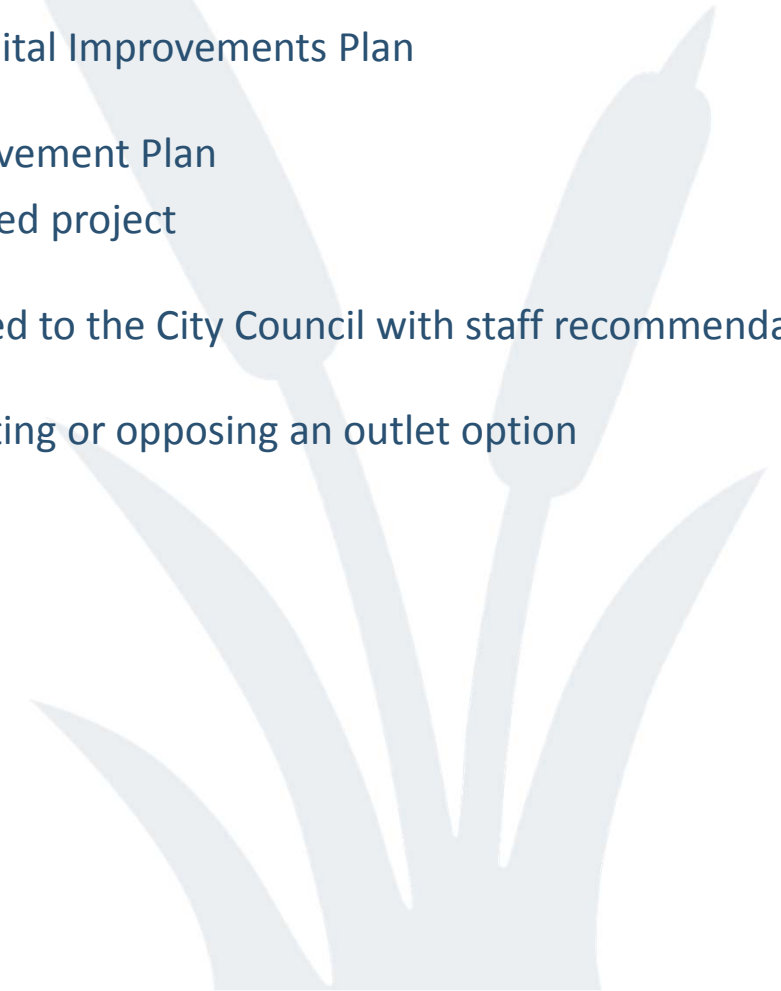 ital Improvements Plan
vement Plan
ed project
ed to the City Council with staff recommenda
ting or opposing an outlet option